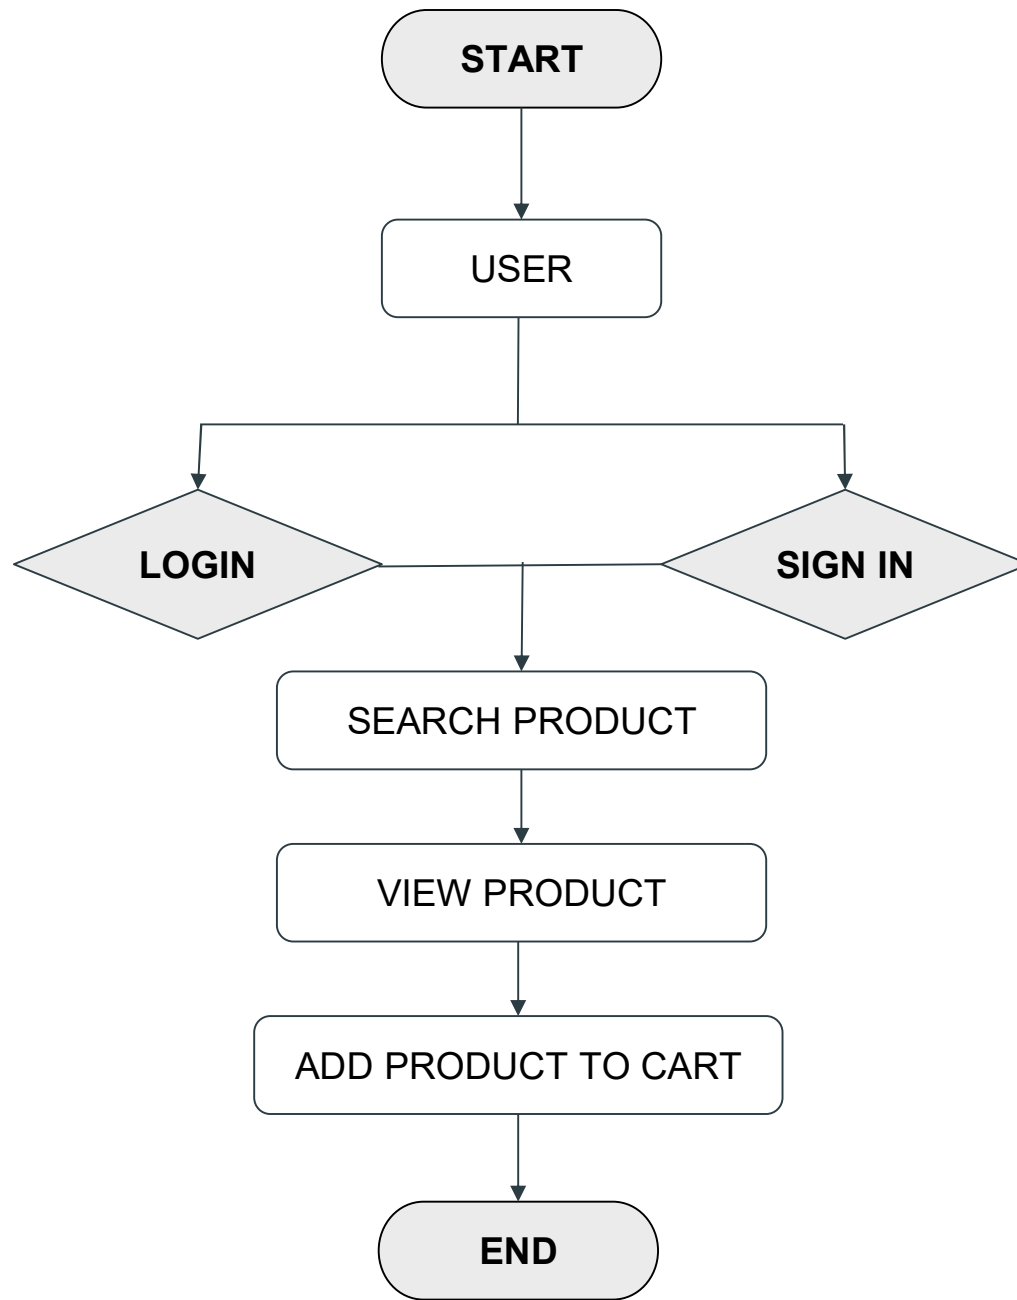 START
USER
LOGIN
SIGN IN
SEARCH PRODUCT
VIEW PRODUCT
ADD PRODUCT TO CART
END